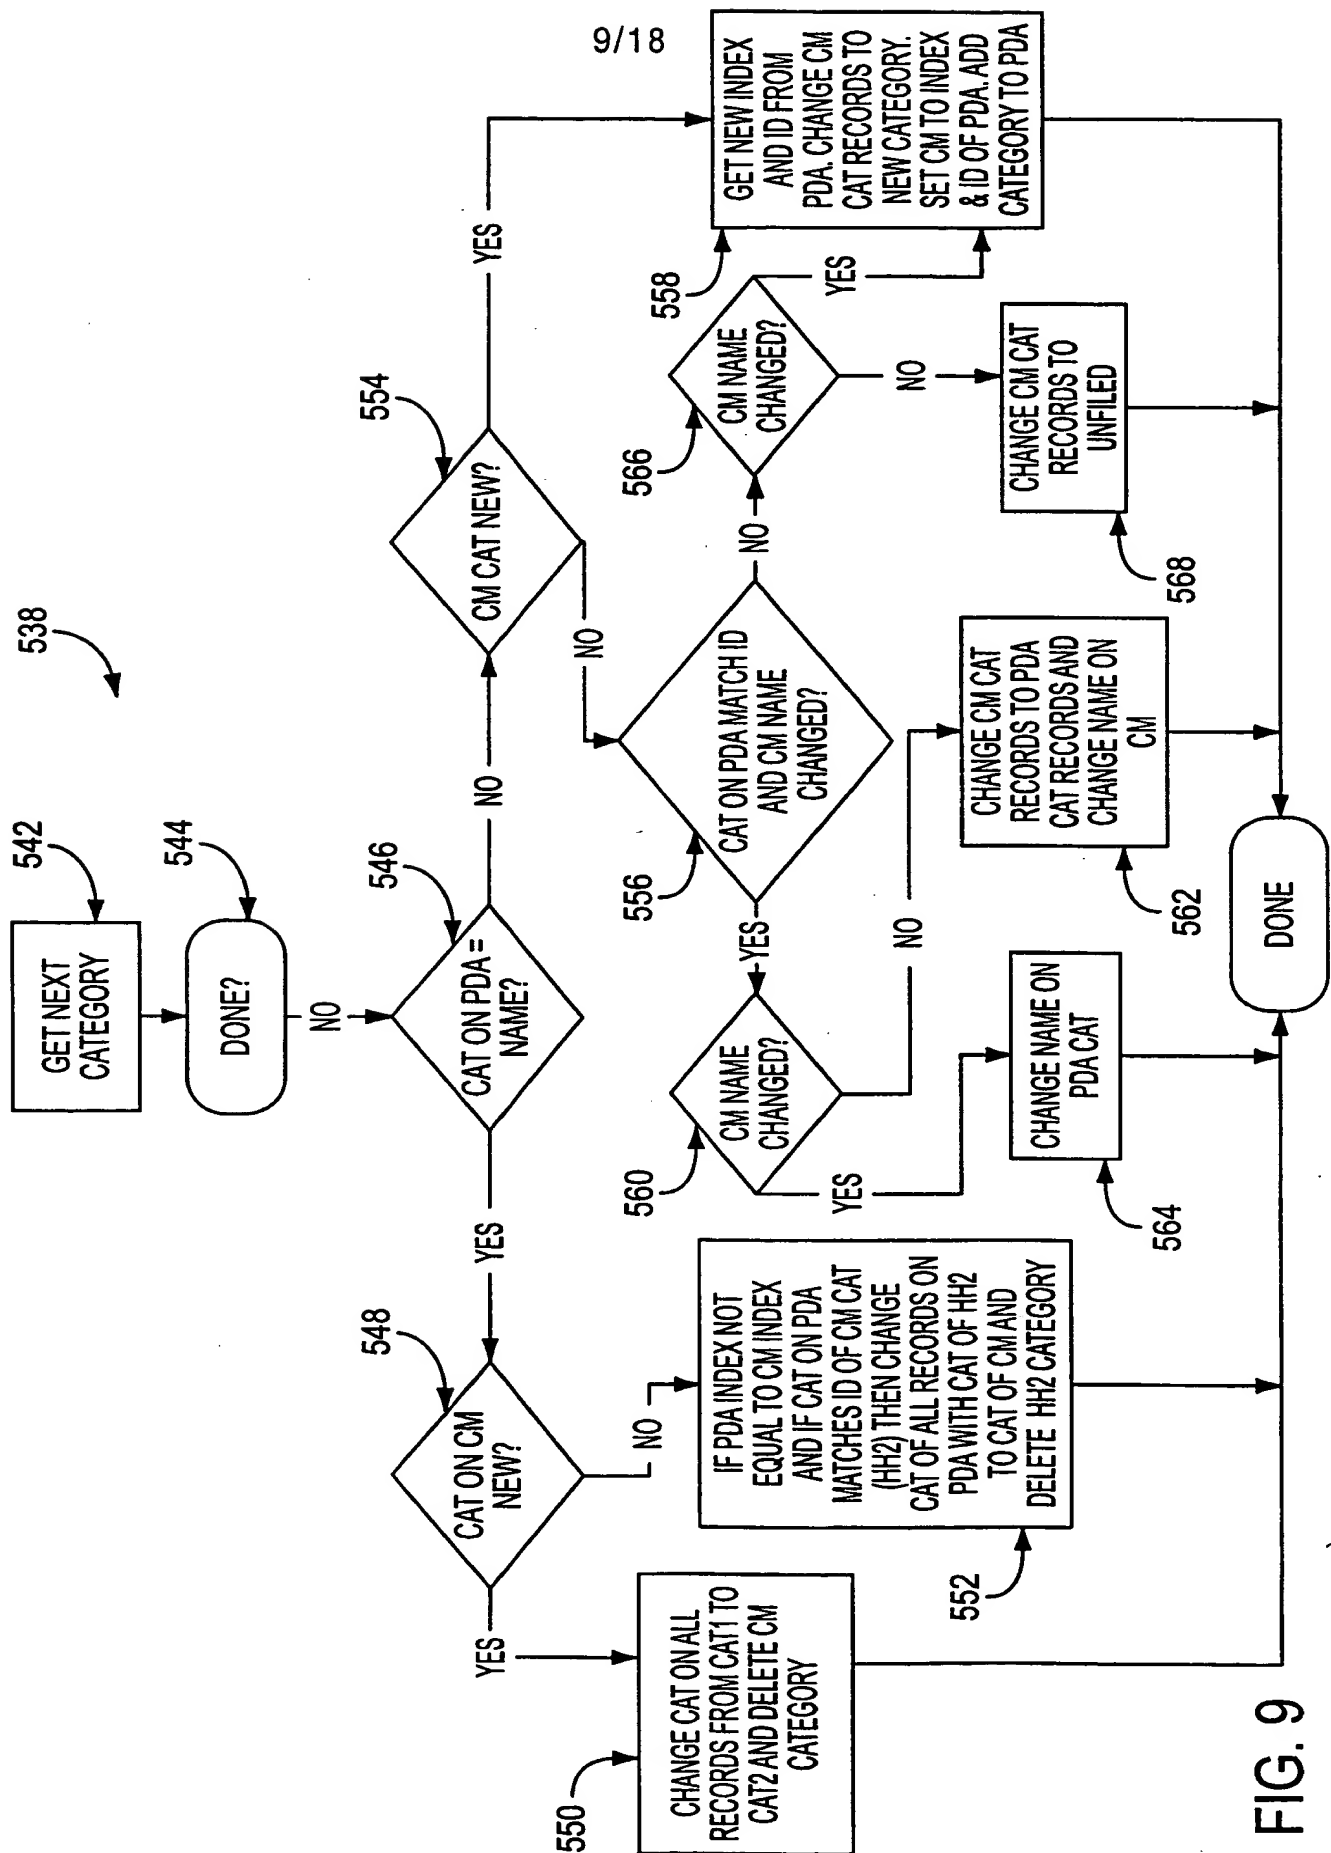 9/18
538
542
GET NEXT
CATEGORY
544
DONE?
NO
546
CAT ON PDA =
NAME?
YES
NO
548
CAT ON CM
NEW?
YES
NO
554
CM CAT NEW?
YES
NO
550
CHANGE CAT ON ALL
RECORDS FROM CAT1 TO
CAT2 AND DELETE CM
CATEGORY
552
IF PDA INDEX NOT
EQUAL TO CM INDEX
AND IF CAT ON PDA
MATCHES ID OF CM CAT
(HH2) THEN CHANGE
CAT OF ALL RECORDS ON
PDA WITH CAT OF HH2
TO CAT OF CM AND
DELETE HH2 CATEGORY
556
CAT ON PDA MATCH ID
AND CM NAME
CHANGED?
YES
NO
560
CM NAME
CHANGED?
YES
NO
566
CM NAME
CHANGED?
YES
NO
558
GET NEW INDEX
AND ID FROM
PDA. CHANGE CM
CAT RECORDS TO
NEW CATEGORY.
SET CM TO INDEX
& ID OF PDA. ADD
CATEGORY TO PDA
564
CHANGE NAME ON
PDA CAT
562
CHANGE CM CAT
RECORDS TO PDA
CAT RECORDS AND
CHANGE NAME ON
CM
568
CHANGE CM CAT
RECORDS TO
UNFILED
DONE
FIG. 9